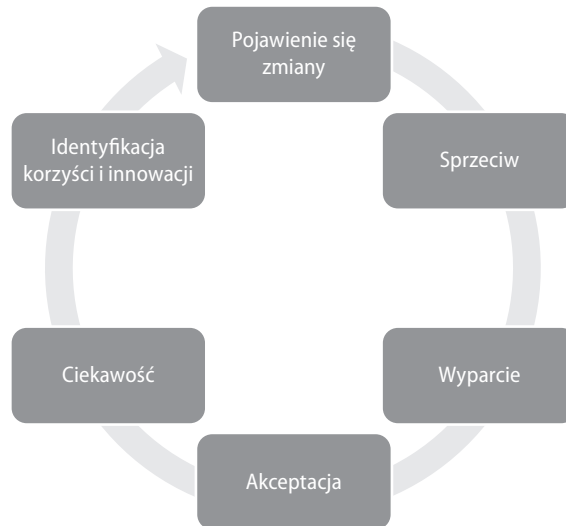 Pojawienie się
zmiany
Sprzeciw
Wyparcie
Akceptacja
Ciekawość
Identyfikacja
korzyści i innowacji